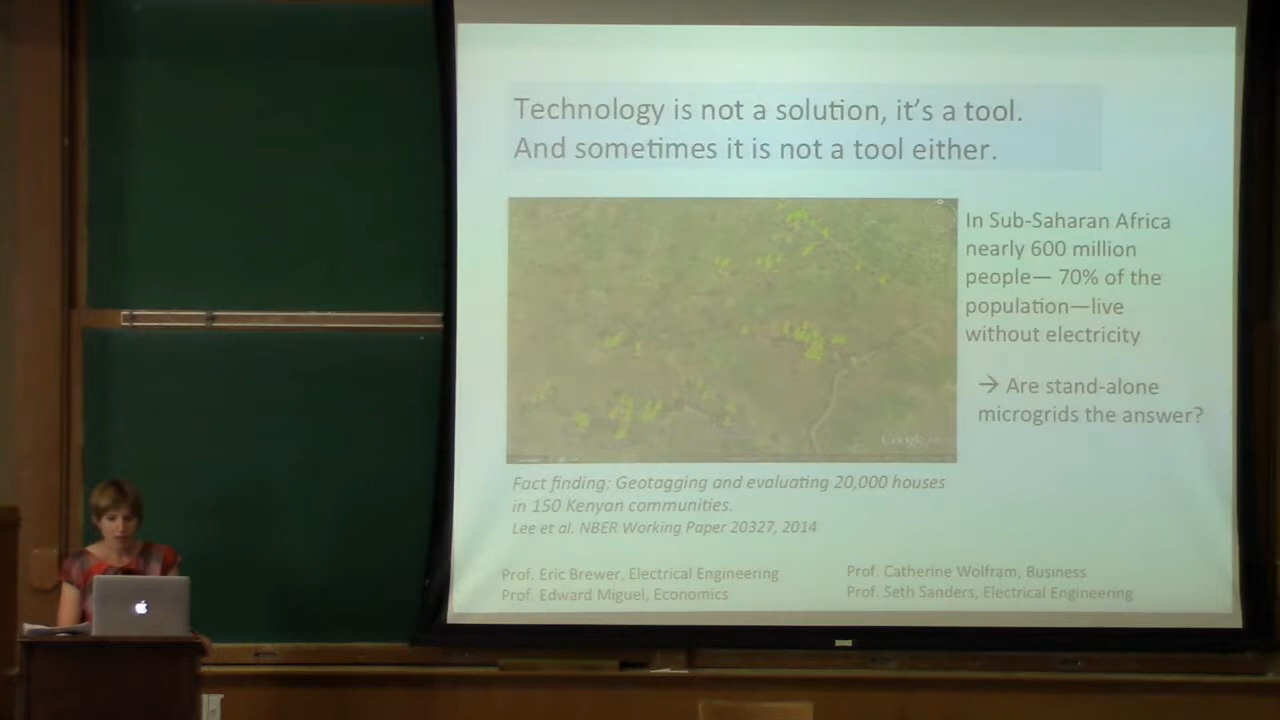 Technology is not a solution, it's a tool.
And sometimes it is not a tool either.
In Sub-Saharan Africa
nearly 600 million
people— 70% of the
population—live
without electricity
→ Are stand-alone
microgrids the answer?
Google
Fact finding: Geotagging and evaluating 20,000 houses
in 150 Kenyan communities.
Lee et al. NBER Working Paper 20327, 2014
Prof. Eric Brewer, Electrical Engineering
Prof. Edward Miguel, Economics
Prof. Catherine Wolfram, Business
Prof. Seth Sanders, Electrical Engineering